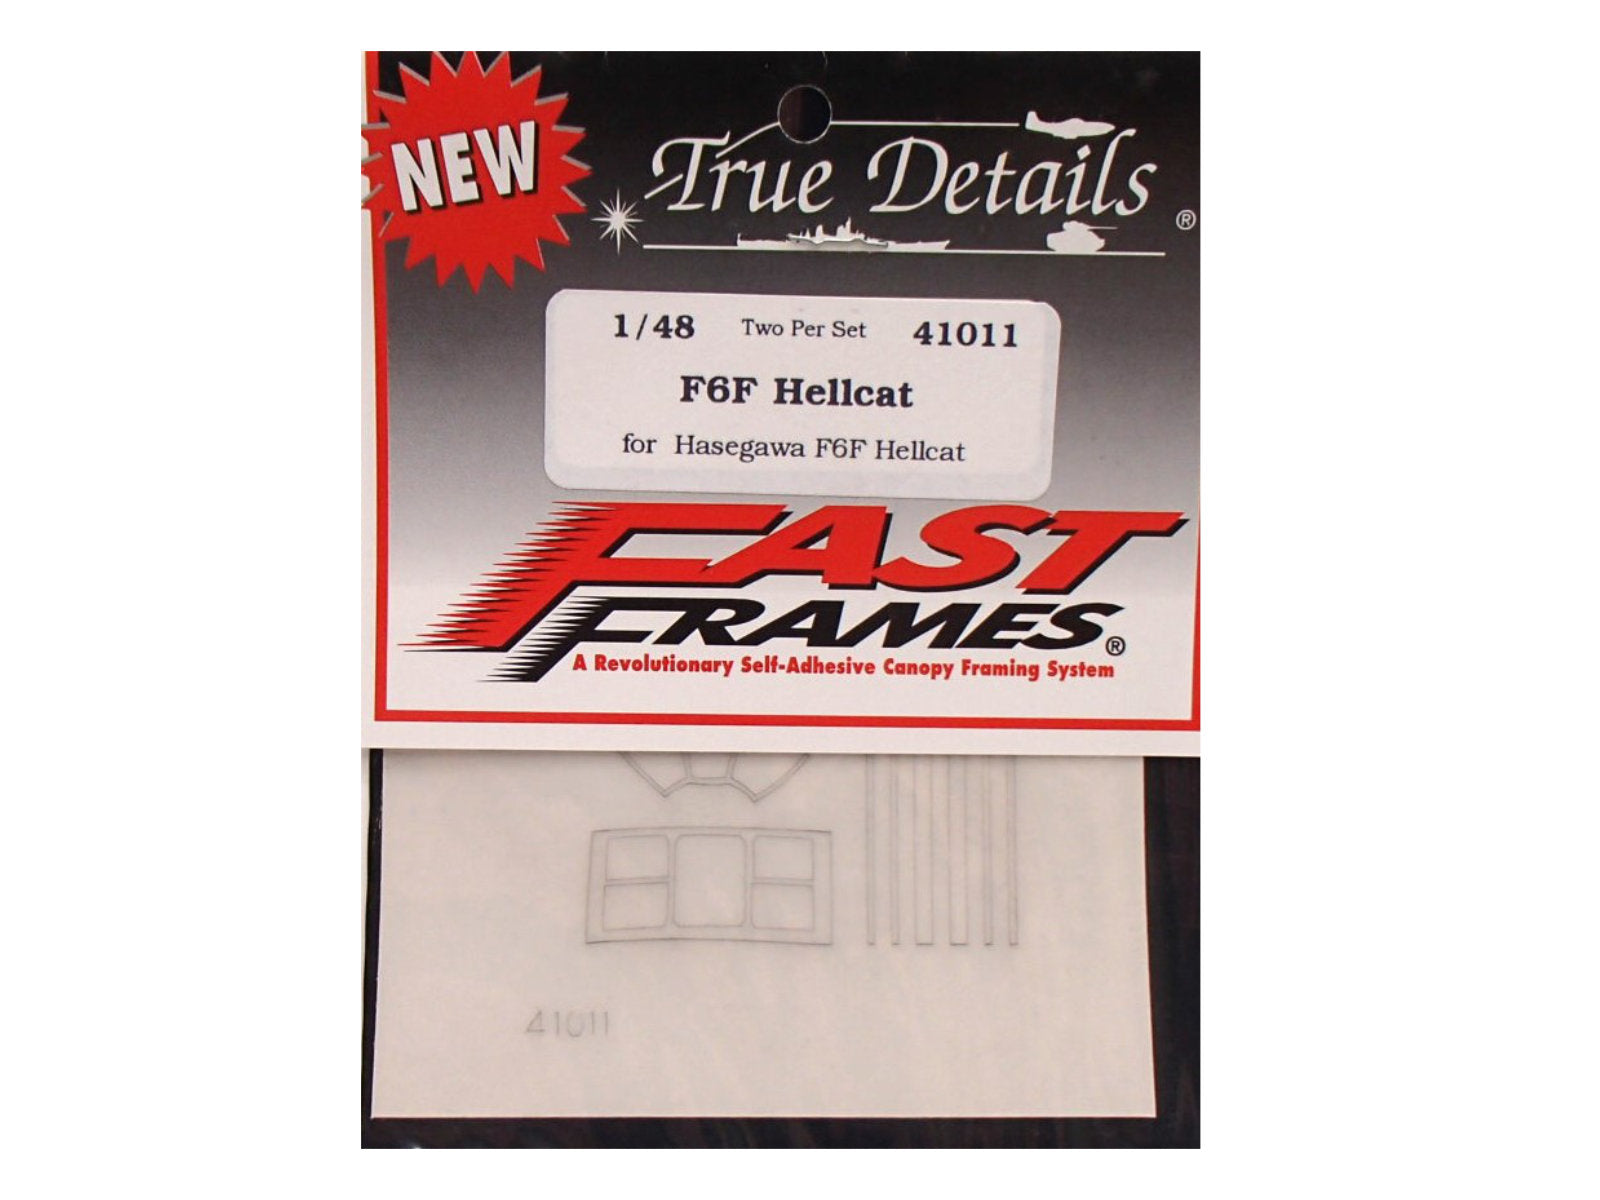 NEW
True Details ®
1/48 Two Per Set 41011
F6F Hellcat
for Hasegawa F6F Hellcat
FAST
FRAMES®
A Revolutionary Self-Adhesive Canopy Framing System
41011